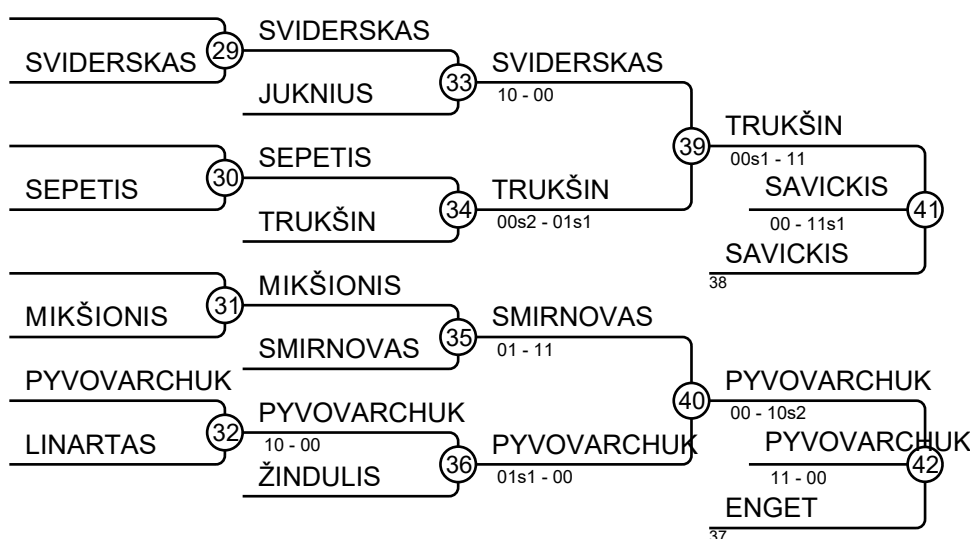 SVIDERSKAS
29
SVIDERSKAS
JUKNIUS
33
SVIDERSKAS
10 - 00
SEPETIS
30
SEPETIS
TRUKŠIN
34
TRUKŠIN
00s2 - 01s1
39
TRUKŠIN
00s1 - 11
SAVICKIS
00 - 11s1
41
SAVICKIS
38
MIKŠIONIS
31
MIKŠIONIS
SMIRNOVAS
35
SMIRNOVAS
01 - 11
PYVOVARCHUK
LINARTAS
32
PYVOVARCHUK
10 - 00
ŽINDULIS
36
PYVOVARCHUK
01s1 - 00
40
PYVOVARCHUK
00 - 10s2
PYVOVARCHUK
11 - 00
42
ENGET
37